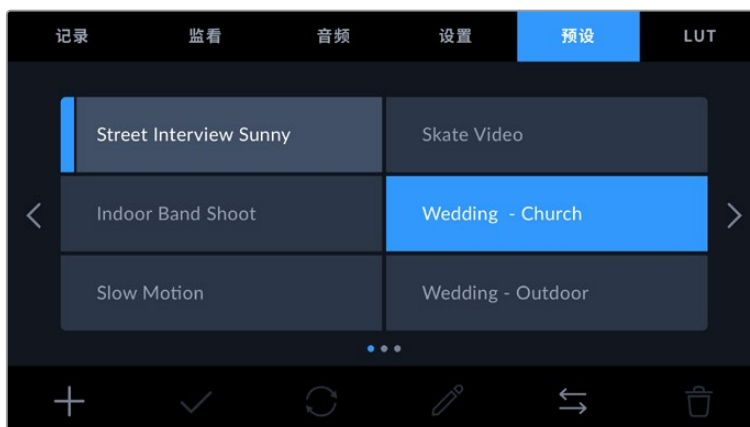 记录 监看 音频 设置 预设 LUT
Street Interview Sunny Skate Video
Indoor Band Shoot Wedding - Church
Slow Motion Wedding - Outdoor